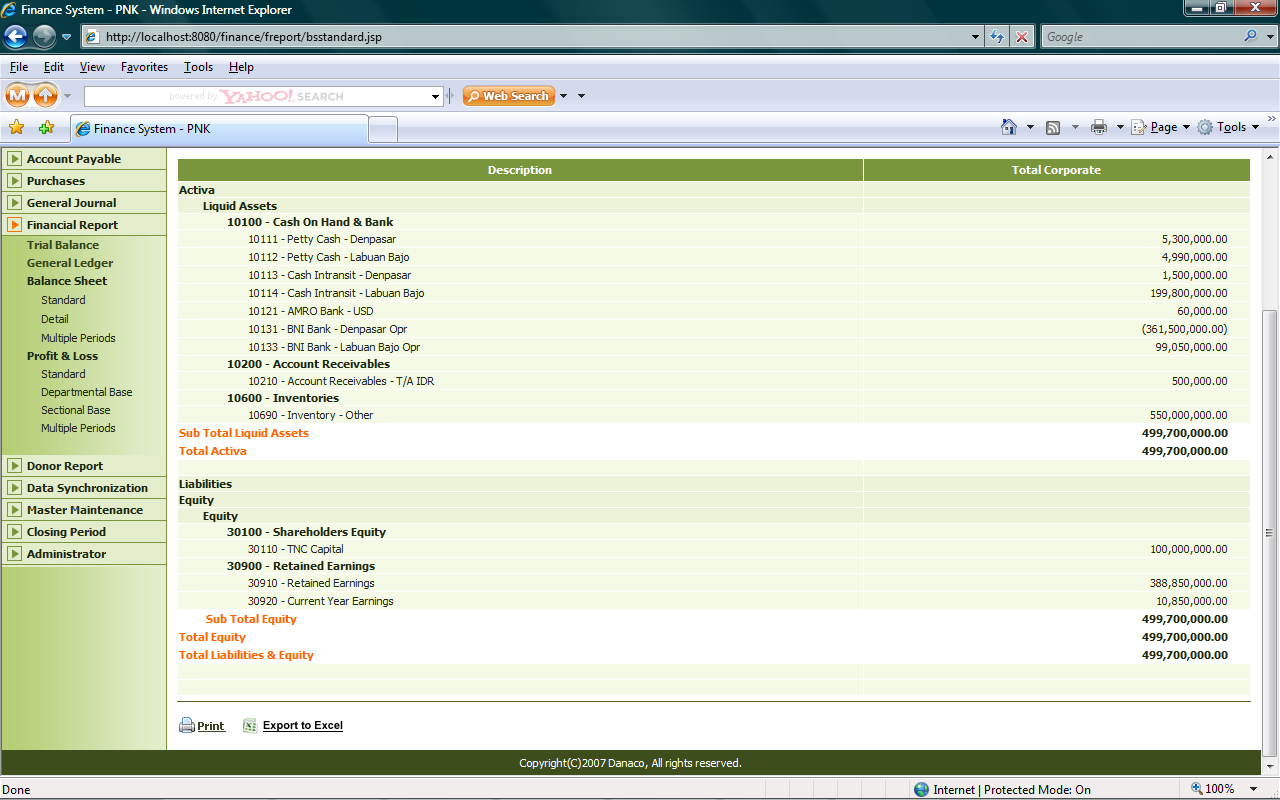 Finance System - PNK - Windows Internet Explorer
http://localhost:8080/finance/freport/bsstandard.jsp
Google
File Edit View Favorites Tools Help
M
powered by YAHOO! SEARCH
Web Search
Finance System - PNK
Page Tools
Account Payable
Purchases
General Journal
Financial Report
Trial Balance
General Ledger
Balance Sheet
Standard
Detail
Multiple Periods
Profit & Loss
Standard
Departmental Base
Sectional Base
Multiple Periods
Donor Report
Data Synchronization
Master Maintenance
Closing Period
Administrator
Description Total Corporate
Activa
Liquid Assets
10100 - Cash On Hand & Bank
10111 - Petty Cash - Denpasar 5,300,000.00
10112 - Petty Cash - Labuan Bajo 4,990,000.00
10113 - Cash Intransit - Denpasar 1,500,000.00
10114 - Cash Intransit - Labuan Bajo 199,800,000.00
10121 - AMRO Bank - USD 60,000.00
10131 - BNI Bank - Denpasar Opr (361,500,000.00)
10133 - BNI Bank - Labuan Bajo Opr 99,050,000.00
10200 - Account Receivables
10210 - Account Receivables - T/A IDR 500,000.00
10600 - Inventories
10690 - Inventory - Other 550,000,000.00
Sub Total Liquid Assets 499,700,000.00
Total Activa 499,700,000.00
Liabilities
Equity
Equity
30100 - Shareholders Equity
30110 - TNC Capital 100,000,000.00
30900 - Retained Earnings
30910 - Retained Earnings 388,850,000.00
30920 - Current Year Earnings 10,850,000.00
Sub Total Equity 499,700,000.00
Total Equity 499,700,000.00
Total Liabilities & Equity 499,700,000.00
Print Export to Excel
Copyright(C)2007 Danaco, All rights reserved.
Done Internet | Protected Mode: On 100%